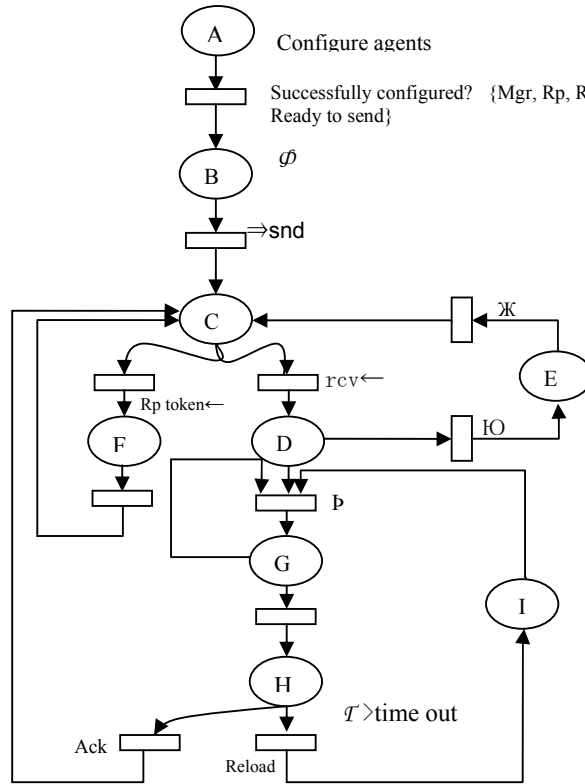 A
Configure agents
Successfully configured? {Mgr, Rp, R
Ready to send}
B
⇒snd
C
Ж
E
rcv←
Rp token←
F
D
Ю
Þ
G
I
H
𝒯>time out
Ack
Reload